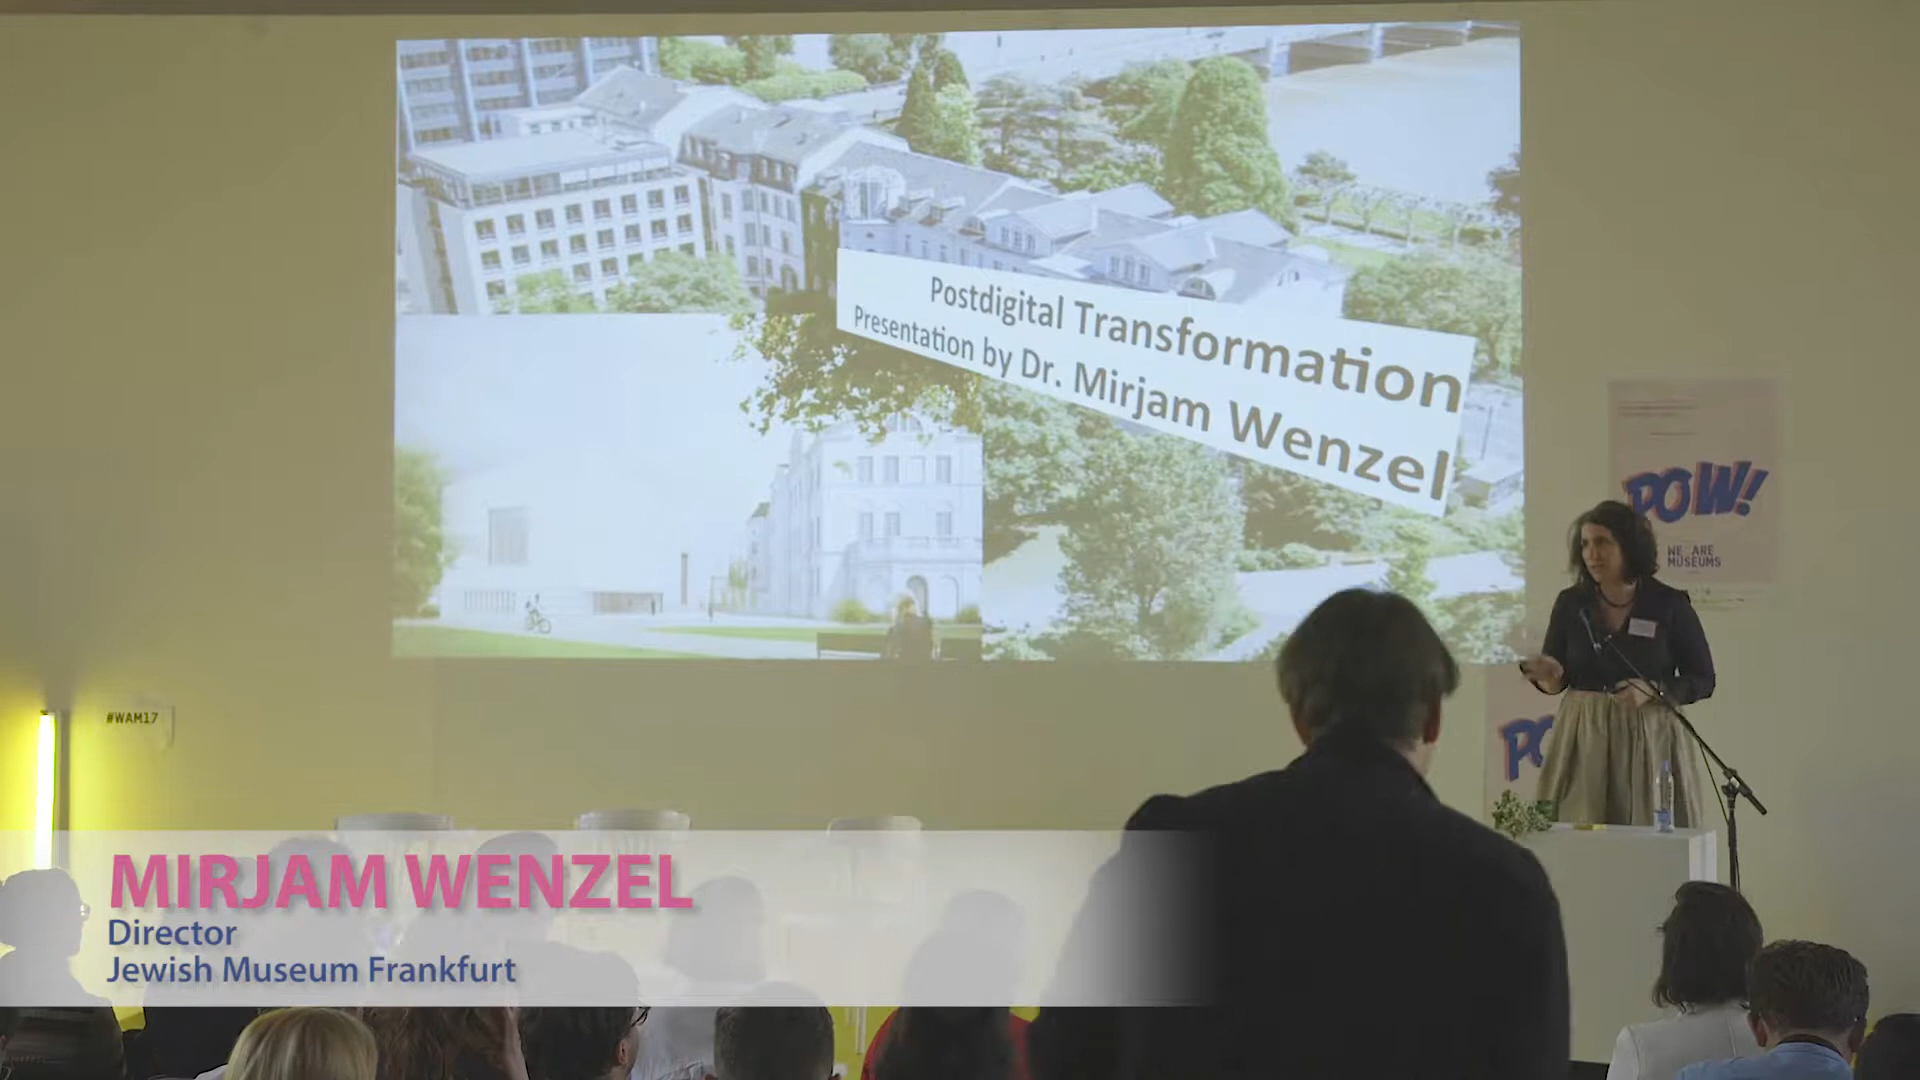 Postdigital Transformation
Presentation by Dr. Mirjam Wenzel
POW!
WE ARE
MUSEUMS
#WAM17
MIRJAM WENZEL
Director
Jewish Museum Frankfurt